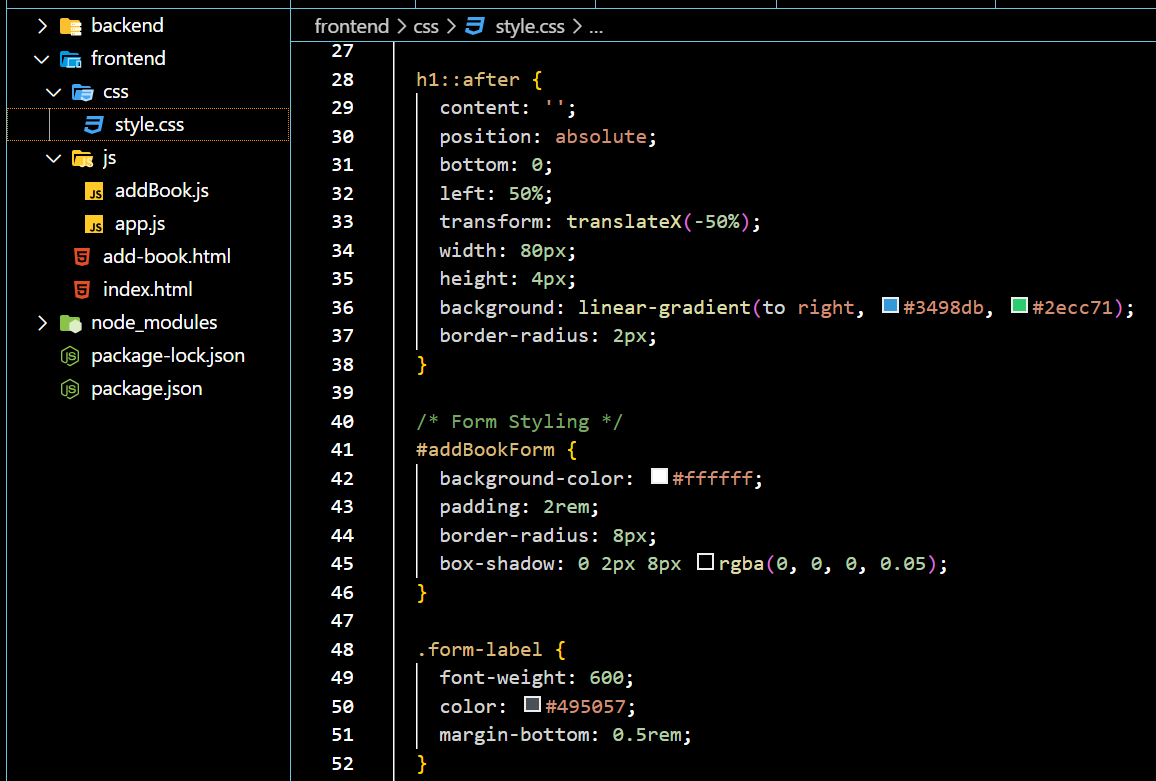 backend
frontend
css
style.css
js
addBook.js
app.js
add-book.html
index.html
node_modules
package-lock.json
package.json
frontend > css > style.css > ...
27
28 h1::after {
29 content: '';
30 position: absolute;
31 bottom: 0;
32 left: 50%;
33 transform: translateX(-50%);
34 width: 80px;
35 height: 4px;
36 background: linear-gradient(to right, #3498db, #2ecc71);
37 border-radius: 2px;
38 }
39
40 /* Form Styling */
41 #addBookForm {
42 background-color: #ffffff;
43 padding: 2rem;
44 border-radius: 8px;
45 box-shadow: 0 2px 8px rgba(0, 0, 0, 0.05);
46 }
47
48 .form-label {
49 font-weight: 600;
50 color: #495057;
51 margin-bottom: 0.5rem;
52 }